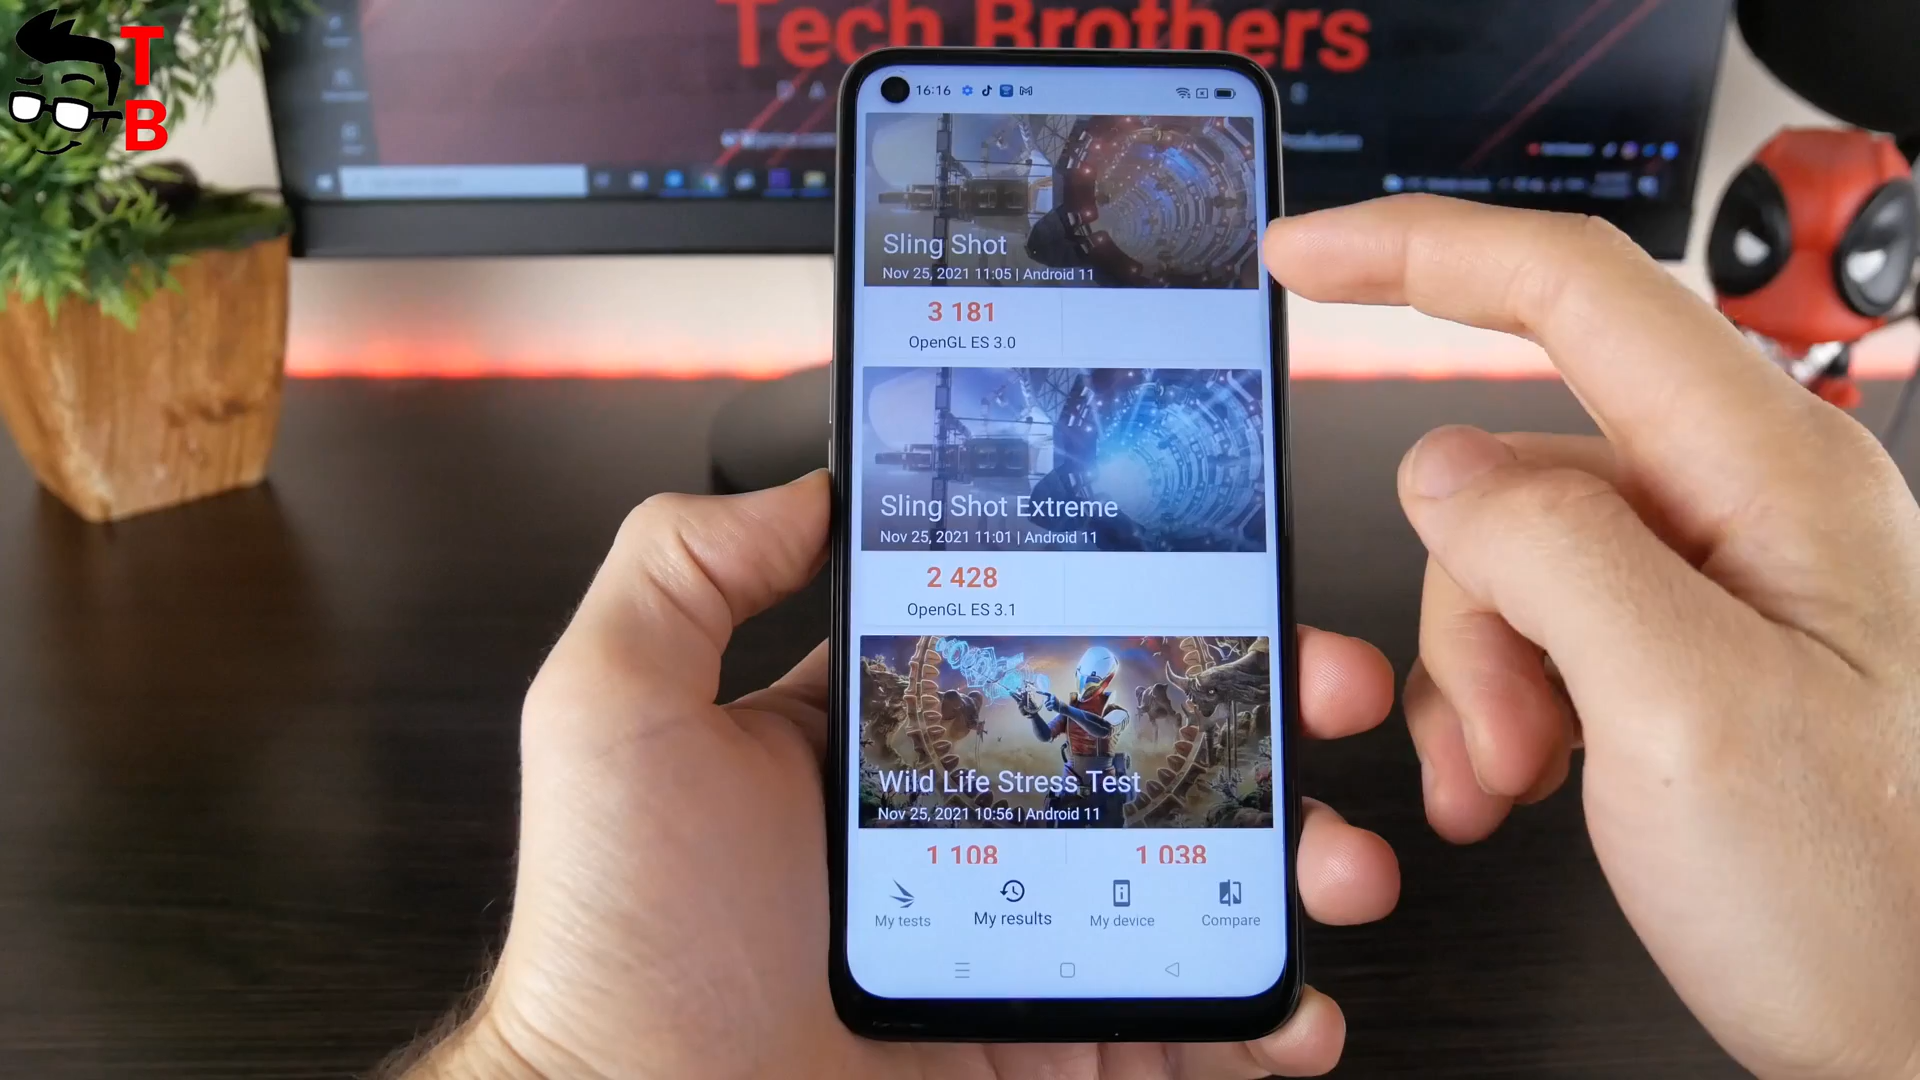 T
B
Tech Brothers
16:16
Sling Shot
Nov 25, 2021 11:05 | Android 11
3 181
OpenGL ES 3.0
Sling Shot Extreme
Nov 25, 2021 11:01 | Android 11
2 428
OpenGL ES 3.1
Wild Life Stress Test
Nov 25, 2021 10:56 | Android 11
1 108 1 038
My tests My results My device Compare